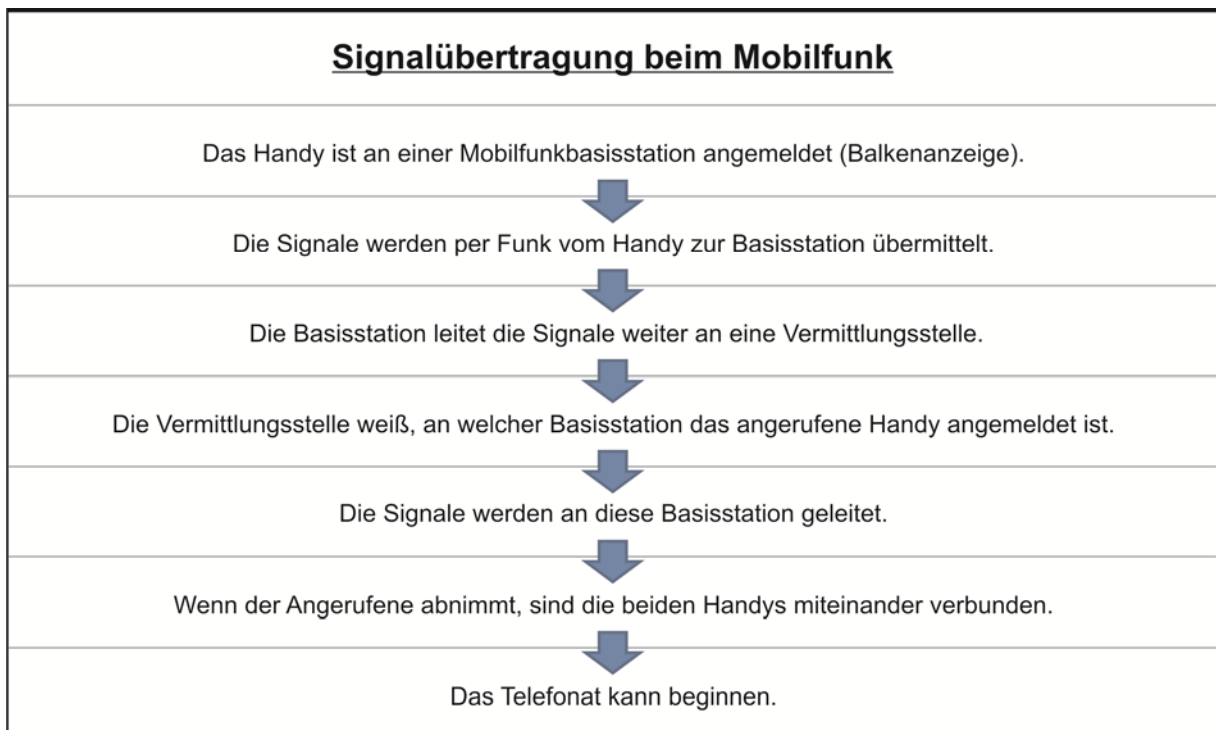 Signalübertragung beim Mobilfunk
Das Handy ist an einer Mobilfunkbasisstation angemeldet (Balkenanzeige).
Die Signale werden per Funk vom Handy zur Basisstation übermittelt.
Die Basisstation leitet die Signale weiter an eine Vermittlungsstelle.
Die Vermittlungsstelle weiß, an welcher Basisstation das angerufene Handy angemeldet ist.
Die Signale werden an diese Basisstation geleitet.
Wenn der Angerufene abnimmt, sind die beiden Handys miteinander verbunden.
Das Telefonat kann beginnen.